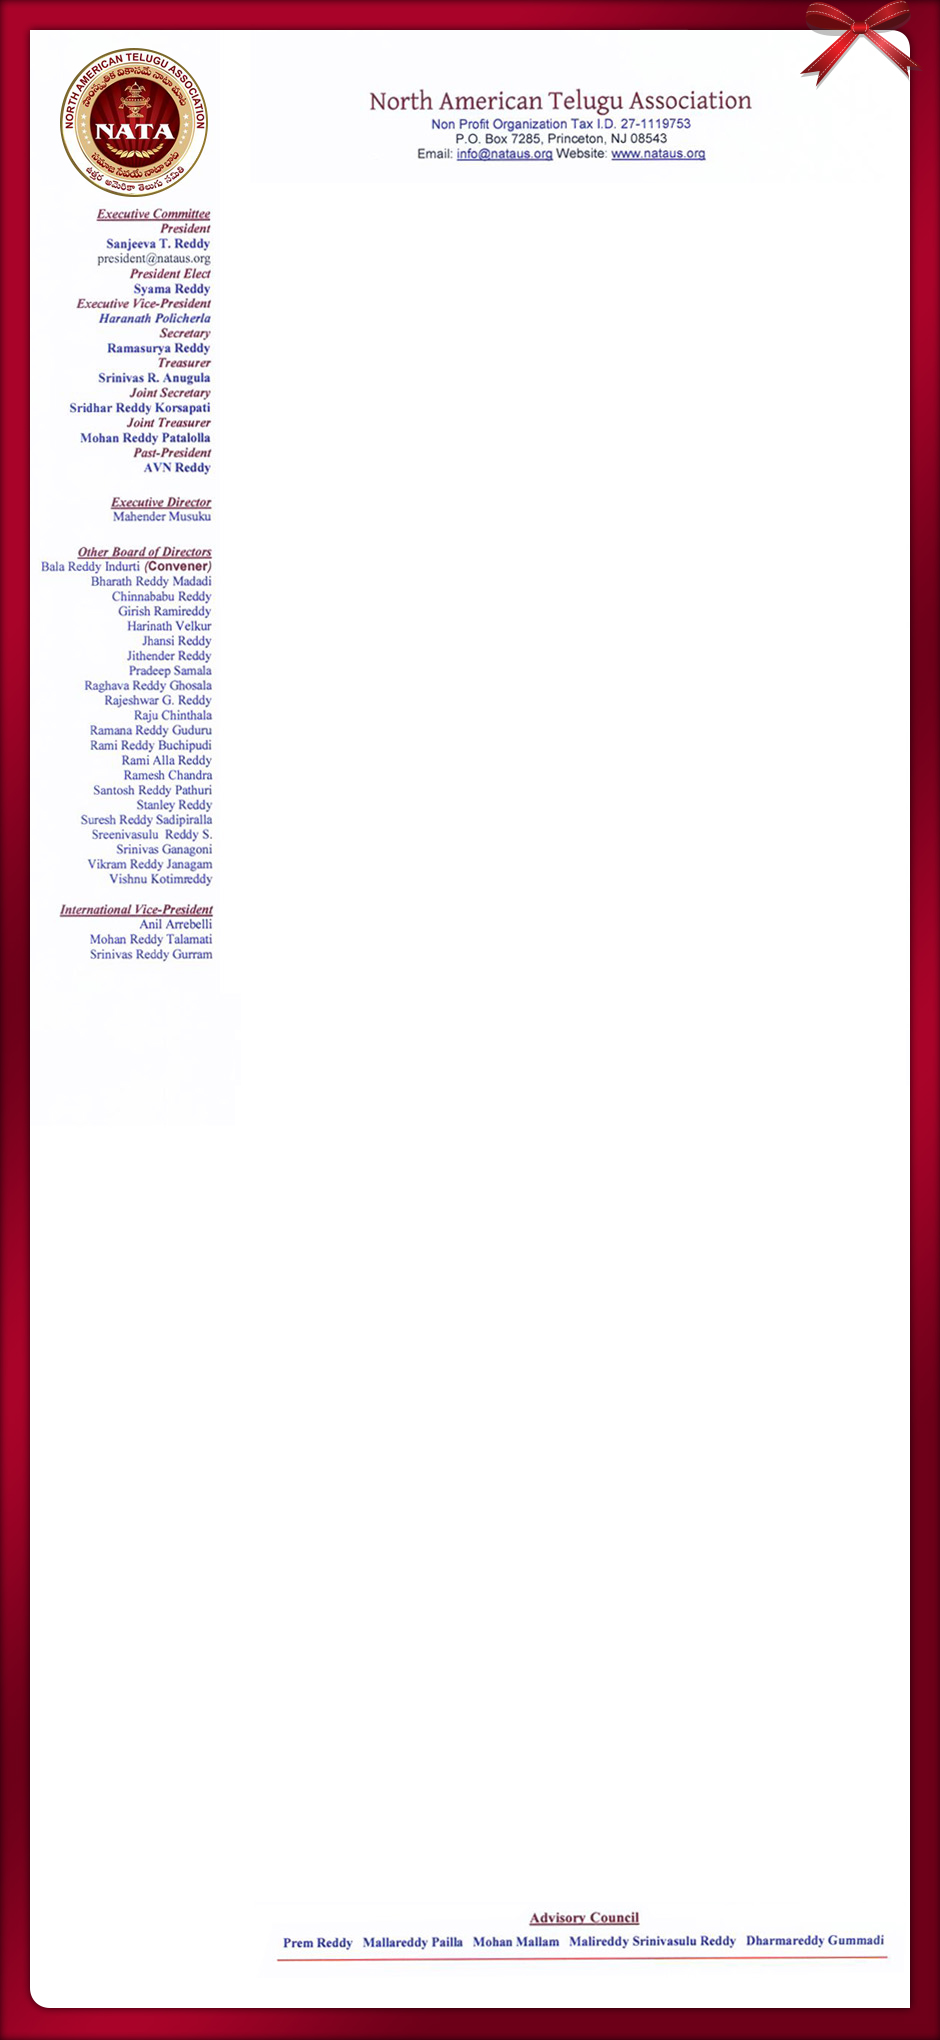 NORTH AMERICAN TELUGU ASSOCIATION
సాంస్కృతిక వికాసమే నాటా మాట
NATA
సమాజ సేవయే నాటా బాట
ఉత్తర అమెరికా తెలుగు సమితి
North American Telugu Association
Non Profit Organization Tax I.D. 27-1119753
P.O. Box 7285, Princeton, NJ 08543
Email: info@nataus.org Website: www.nataus.org
Executive Committee
President
Sanjeeva T. Reddy
president@nataus.org
President Elect
Syama Reddy
Executive Vice-President
Haranath Policherla
Secretary
Ramasurya Reddy
Treasurer
Srinivas R. Anugula
Joint Secretary
Sridhar Reddy Korsapati
Joint Treasurer
Mohan Reddy Patalolla
Past-President
AVN Reddy
Executive Director
Mahender Musuku
Other Board of Directors
Bala Reddy Indurti (Convener)
Bharath Reddy Madadi
Chinnababu Reddy
Girish Ramireddy
Harinath Velkur
Jhansi Reddy
Jithender Reddy
Pradeep Samala
Raghava Reddy Ghosala
Rajeshwar G. Reddy
Raju Chinthala
Ramana Reddy Guduru
Rami Reddy Buchipudi
Rami Alla Reddy
Ramesh Chandra
Santosh Reddy Pathuri
Stanley Reddy
Suresh Reddy Sadipiralla
Sreenivasulu Reddy S.
Srinivas Ganagoni
Vikram Reddy Janagam
Vishnu Kotimreddy
International Vice-President
Anil Arrebelli
Mohan Reddy Talamati
Srinivas Reddy Gurram
Advisory Council
Prem Reddy Mallareddy Pailla Mohan Mallam Malireddy Srinivasulu Reddy Dharmareddy Gummadi